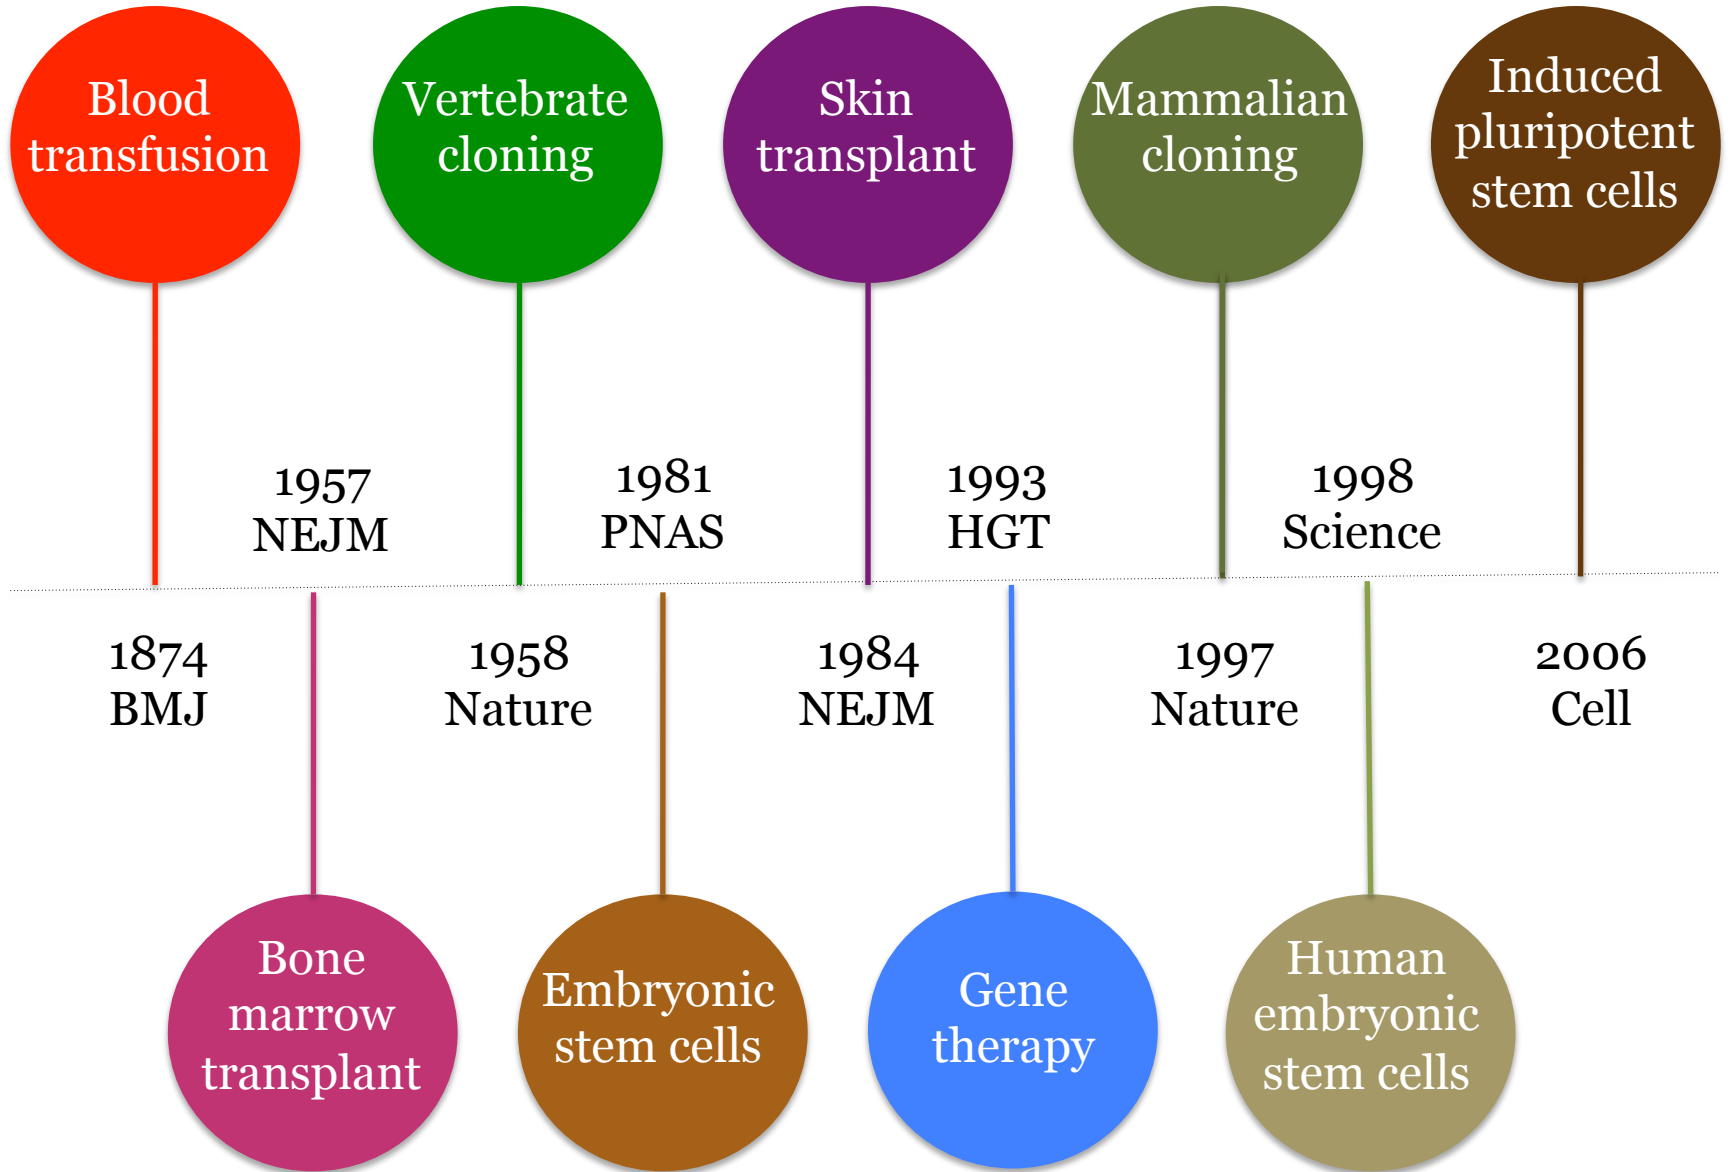 Blood
transfusion
Vertebrate
cloning
Skin
transplant
Mammalian
cloning
Induced
pluripotent
stem cells
1957
NEJM
1981
PNAS
1993
HGT
1998
Science
1874
BMJ
1958
Nature
1984
NEJM
1997
Nature
2006
Cell
Bone
marrow
transplant
Embryonic
stem cells
Gene
therapy
Human
embryonic
stem cells